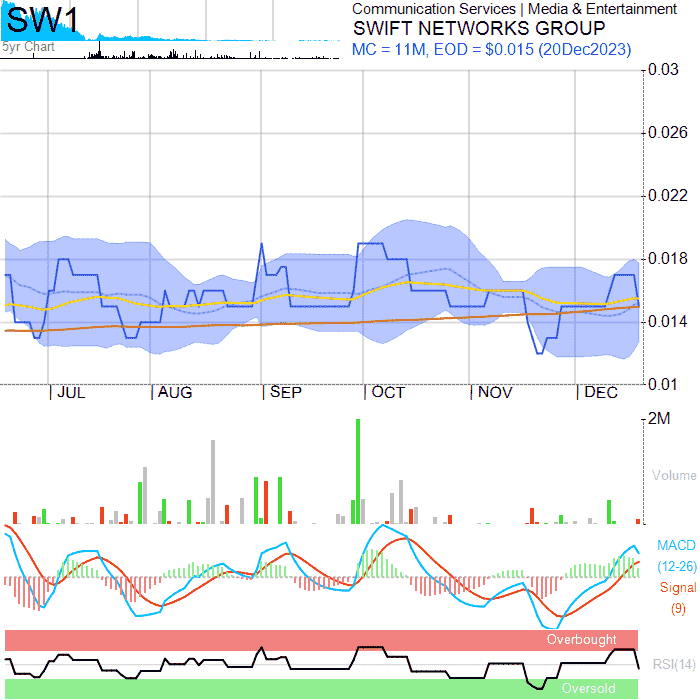 SW1
5yr Chart
Communication Services | Media & Entertainment
SWIFT NETWORKS GROUP
MC = 11M, EOD = $0.015 (20Dec2023)
0.03
0.026
0.022
0.018
0.014
0.01
JUL AUG SEP OCT NOV DEC
2M
Volume
MACD
(12-26)
Signal
(9)
Overbought
RSI(14)
Oversold